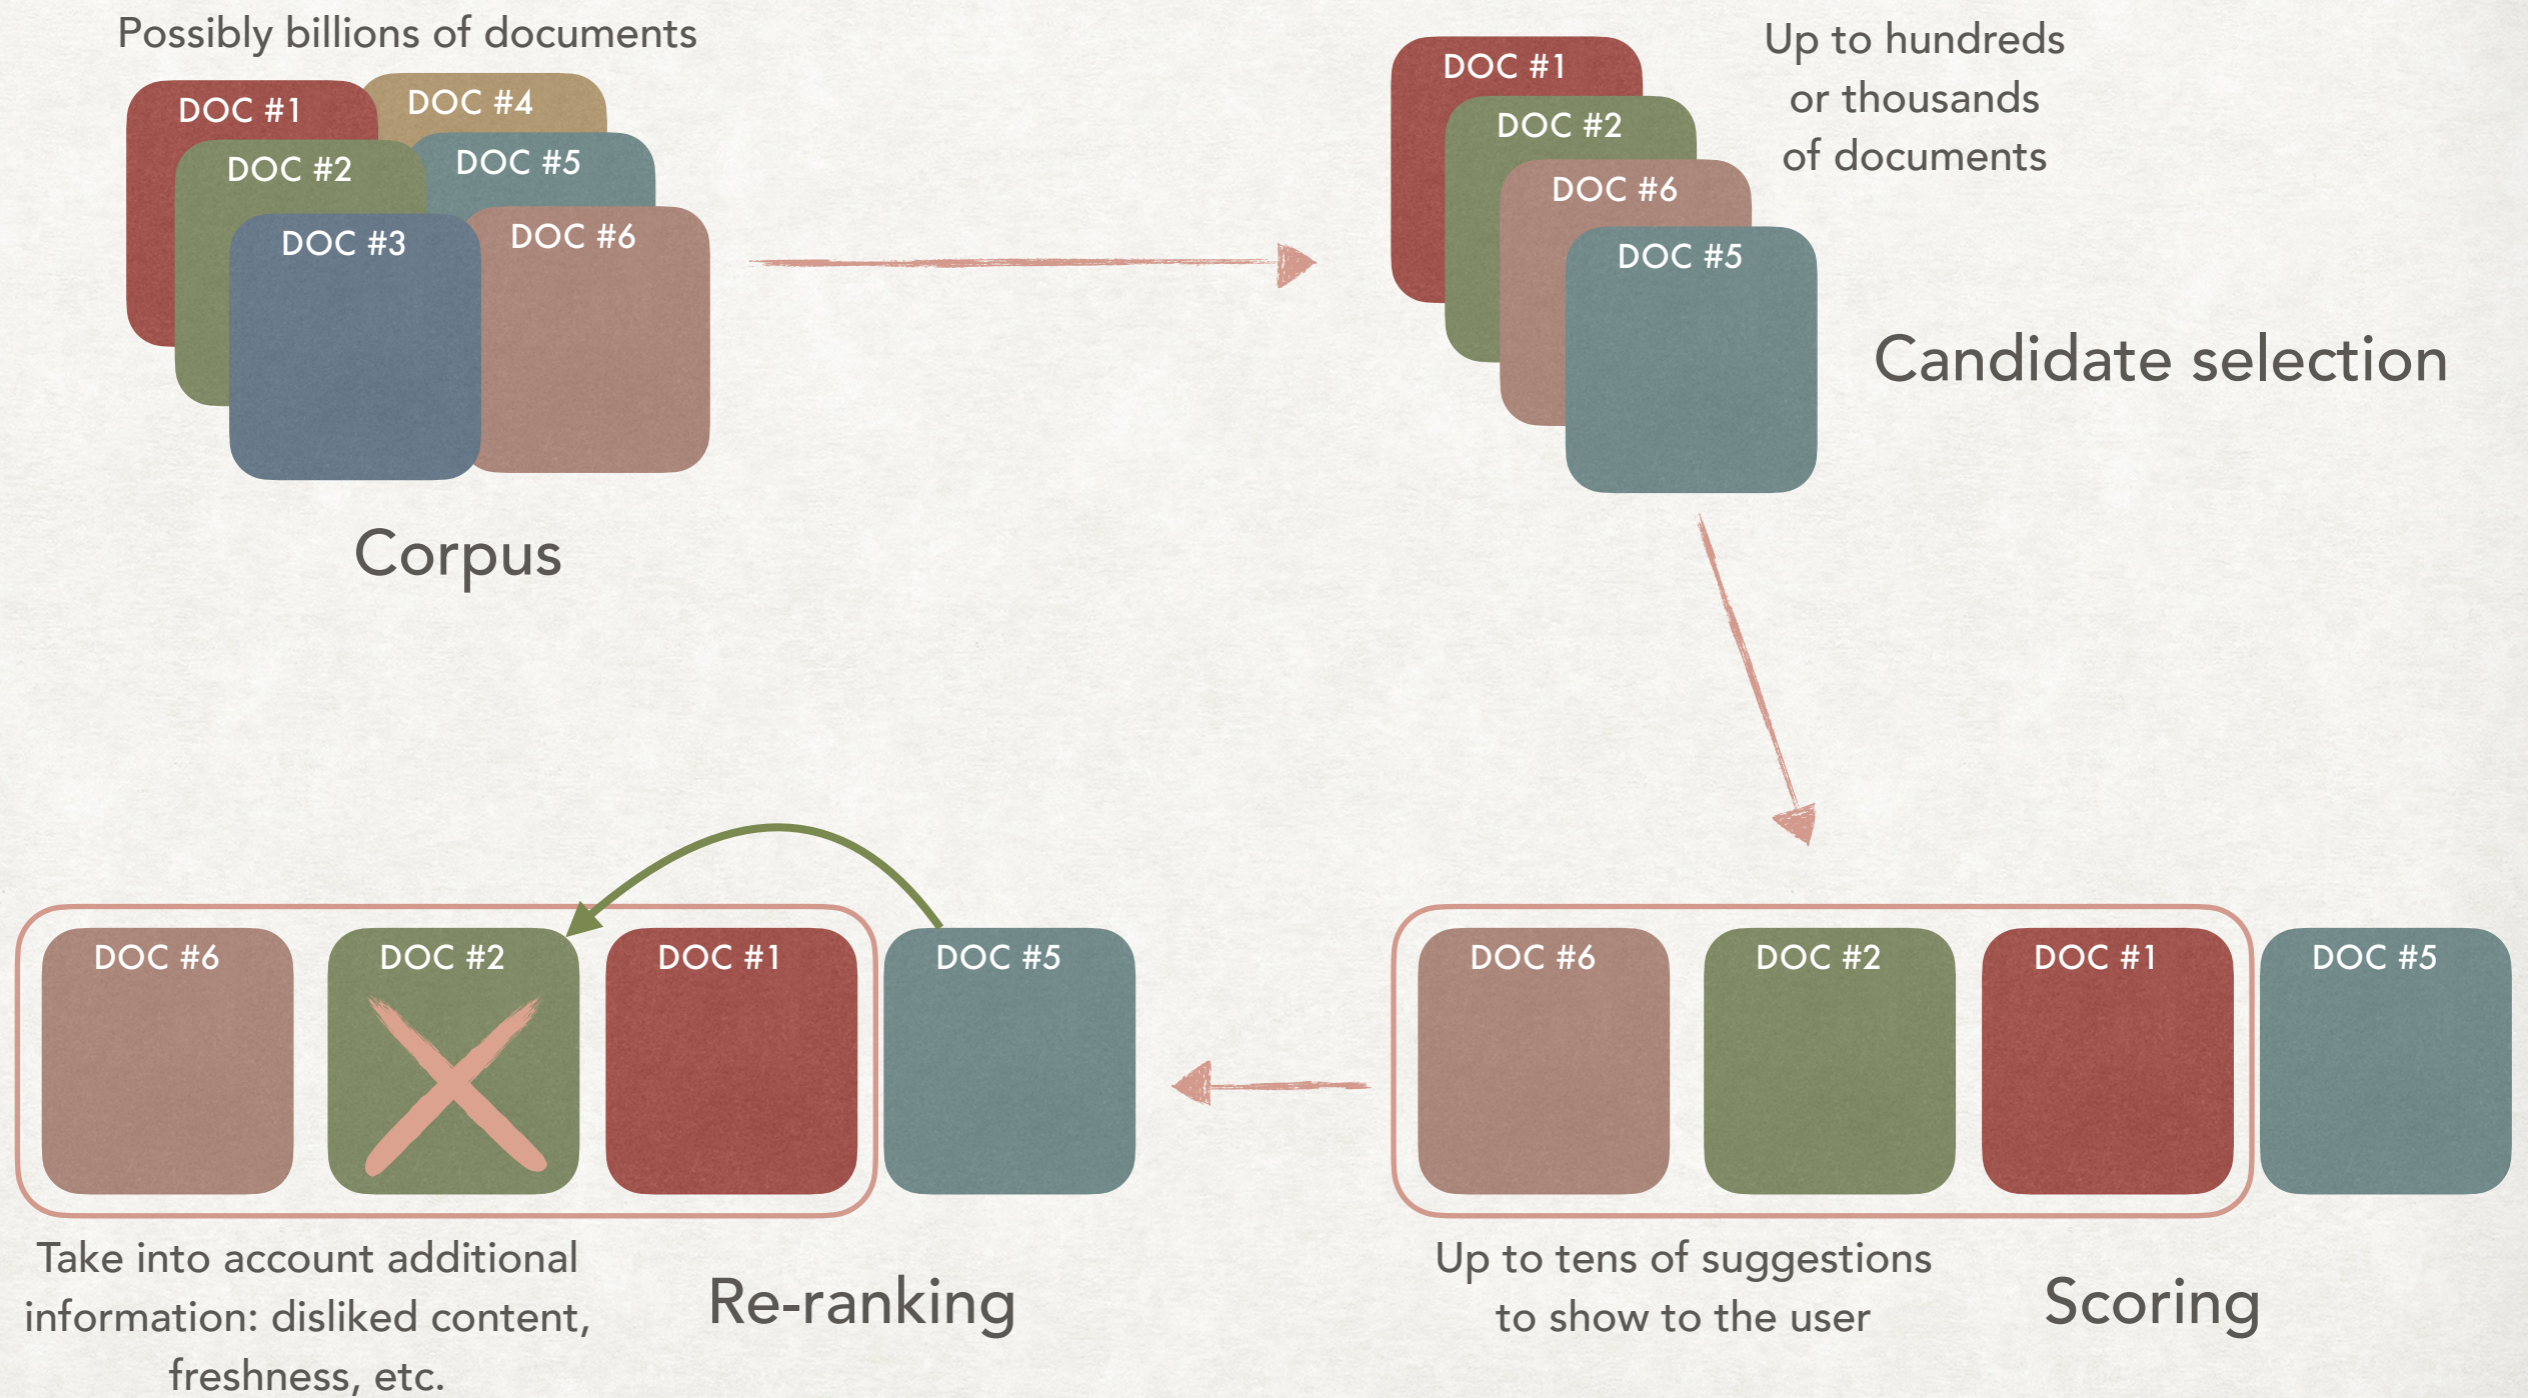 Possibly billions of documents
DOC #1
DOC #4
DOC #2
DOC #5
DOC #3
DOC #6
Corpus
Up to hundreds
or thousands
of documents
DOC #1
DOC #2
DOC #6
DOC #5
Candidate selection
DOC #6
DOC #2
DOC #1
DOC #5
Up to tens of suggestions
to show to the user
Scoring
DOC #6
DOC #2
DOC #1
DOC #5
Take into account additional
information: disliked content,
freshness, etc.
Re-ranking